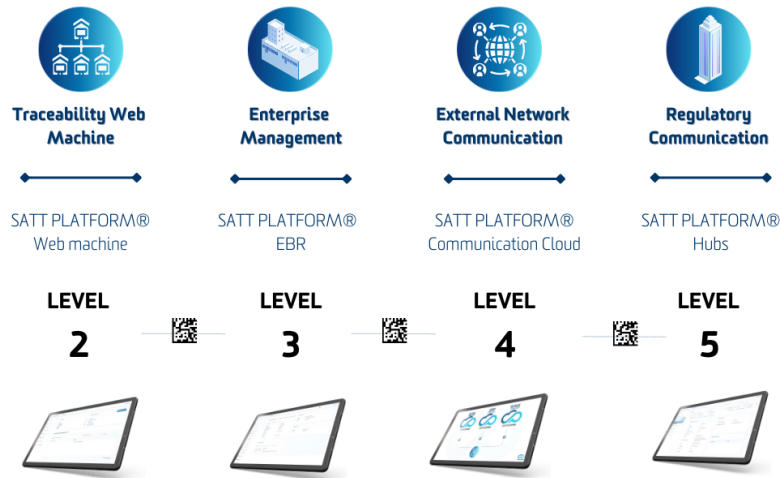 Traceability Web
Machine
Enterprise
Management
External Network
Communication
Regulatory
Communication
SATT PLATFORM®
Web machine
SATT PLATFORM®
EBR
SATT PLATFORM®
Communication Cloud
SATT PLATFORM®
Hubs
LEVEL
2
LEVEL
3
LEVEL
4
LEVEL
5